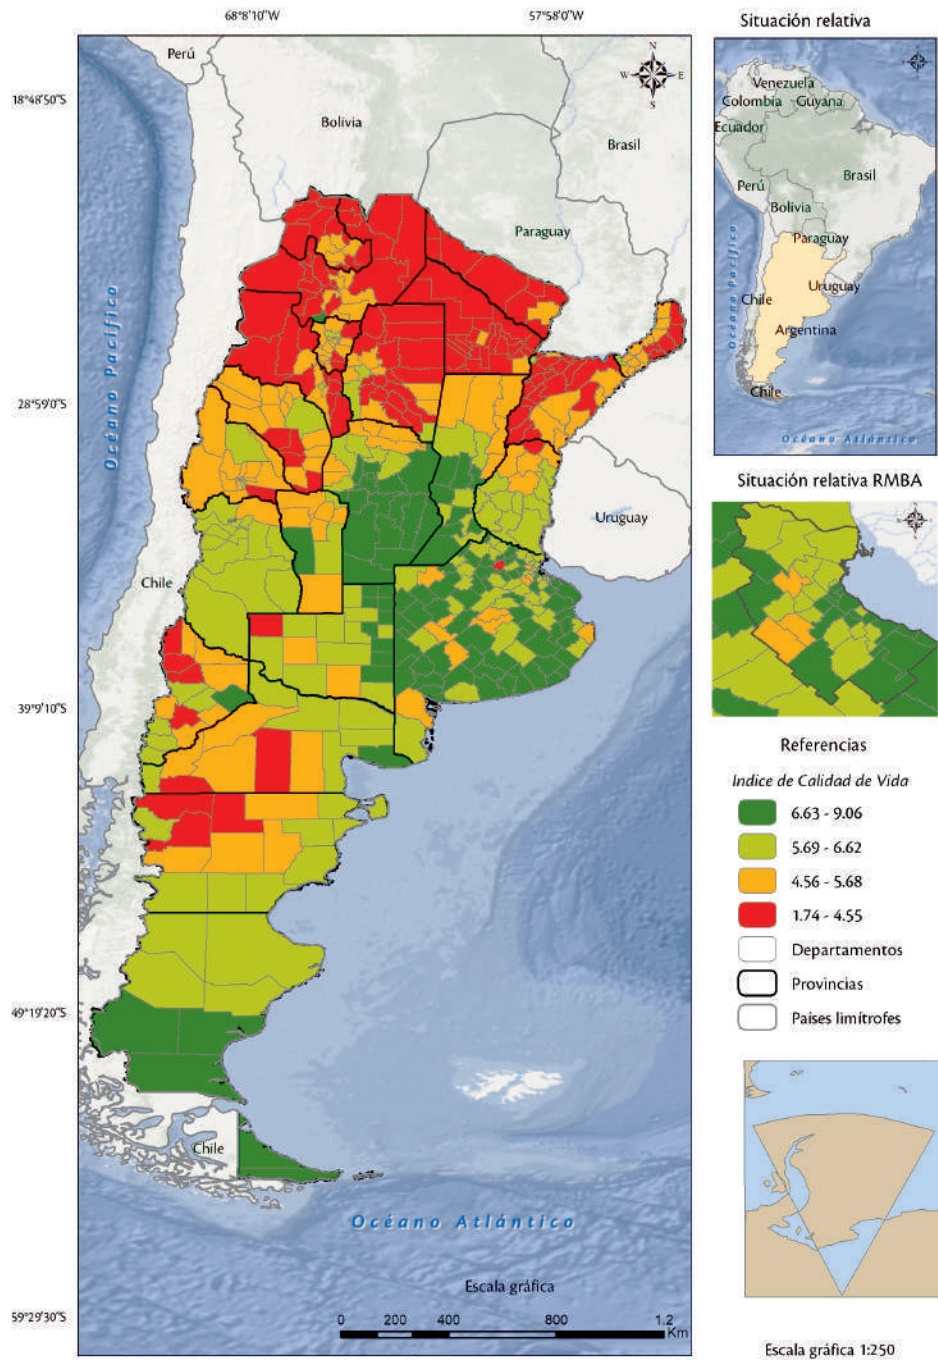 68°8'10"W
57°58'0"W
Situación relativa
Perú
N
W
E
S
18°48'50"S
Bolivia
Brasil
Paraguay
Venezuela
Colombia
Guyana
Ecuador
Perú
Brasil
Bolivia
Paraguay
Uruguay
Chile
Argentina
Chile
Océano Pacífico
Océano Atlántico
Océano Pacífico
28°59'0"S
Situación relativa RMBA
Uruguay
Chile
39°9'10"S
Referencias
Indice de Calidad de Vida
6.63 - 9.06
5.69 - 6.62
4.56 - 5.68
1.74 - 4.55
Departamentos
Provincias
Paises limítrofes
49°19'20"S
Chile
Océano Atlántico
Escala gráfica
59°29'30"S
0 200 400 800 1.2
Km
Escala gráfica 1:250